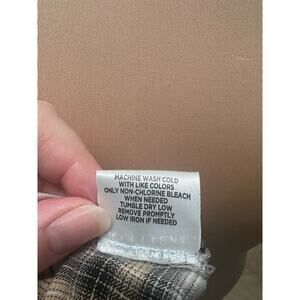 MACHINE WASH COLD
WITH LIKE COLORS
ONLY NON-CHLORINE BLEACH
WHEN NEEDED
TUMBLE DRY LOW
REMOVE PROMPTLY
LOW IRON IF NEEDED